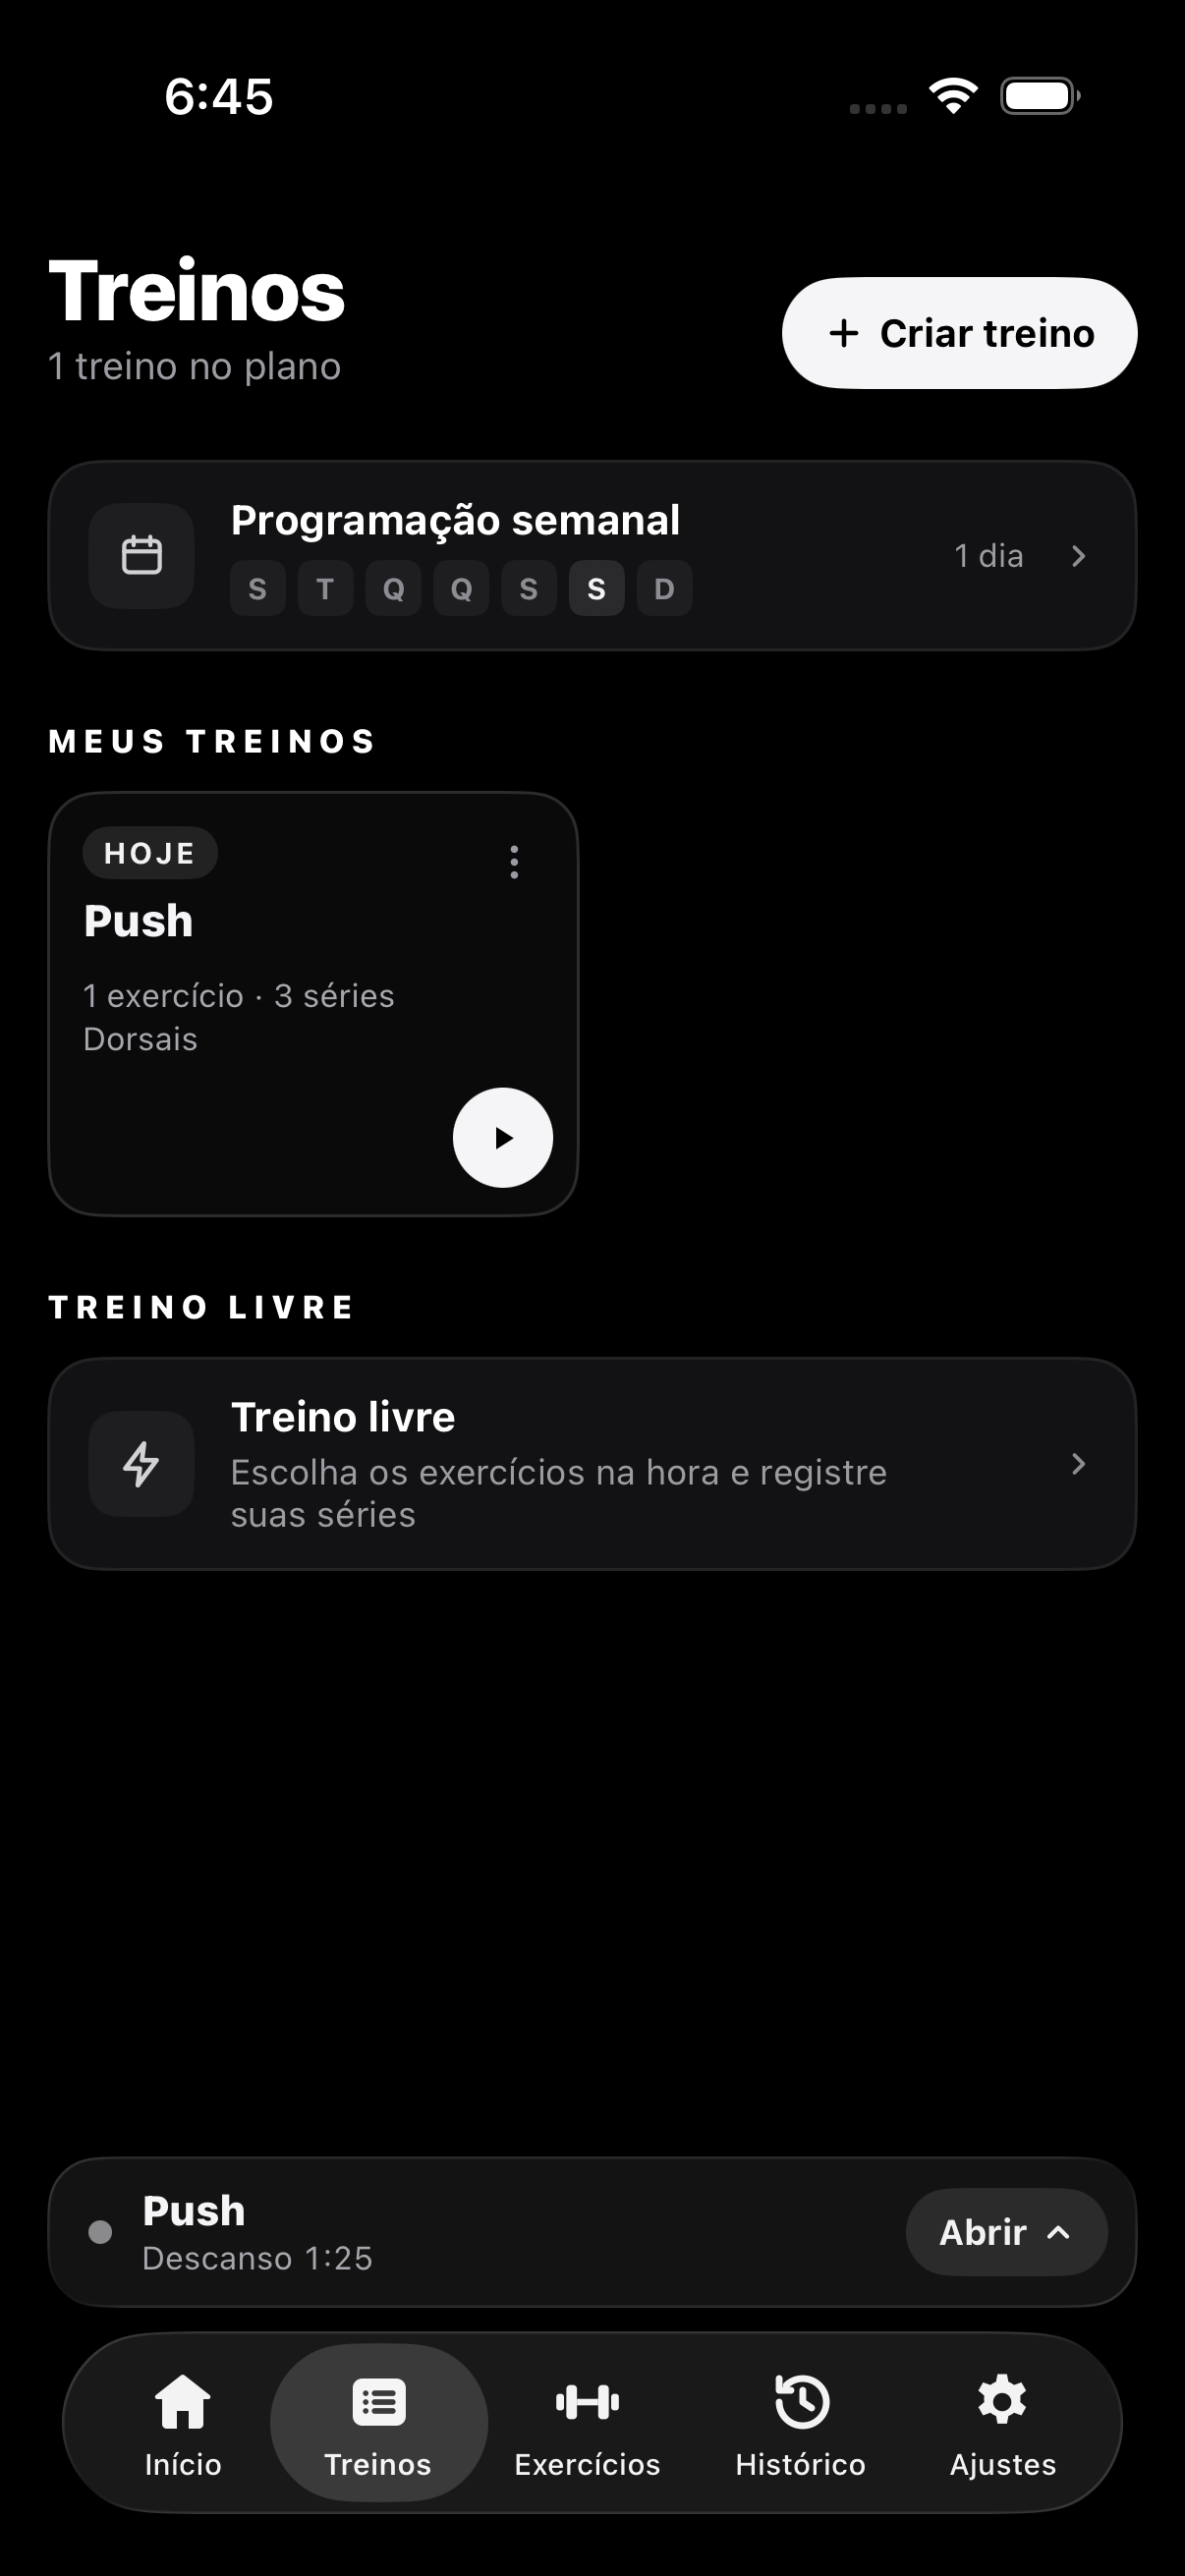 6:45
Treinos
1 treino no plano
+ Criar treino
Programação semanal
S T Q Q S S D
1 dia
MEUS TREINOS
HOJE
Push
1 exercício · 3 séries
Dorsais
TREINO LIVRE
Treino livre
Escolha os exercícios na hora e registre
suas séries
Push
Descanso 1:25
Abrir
Início
Treinos
Exercícios
Histórico
Ajustes